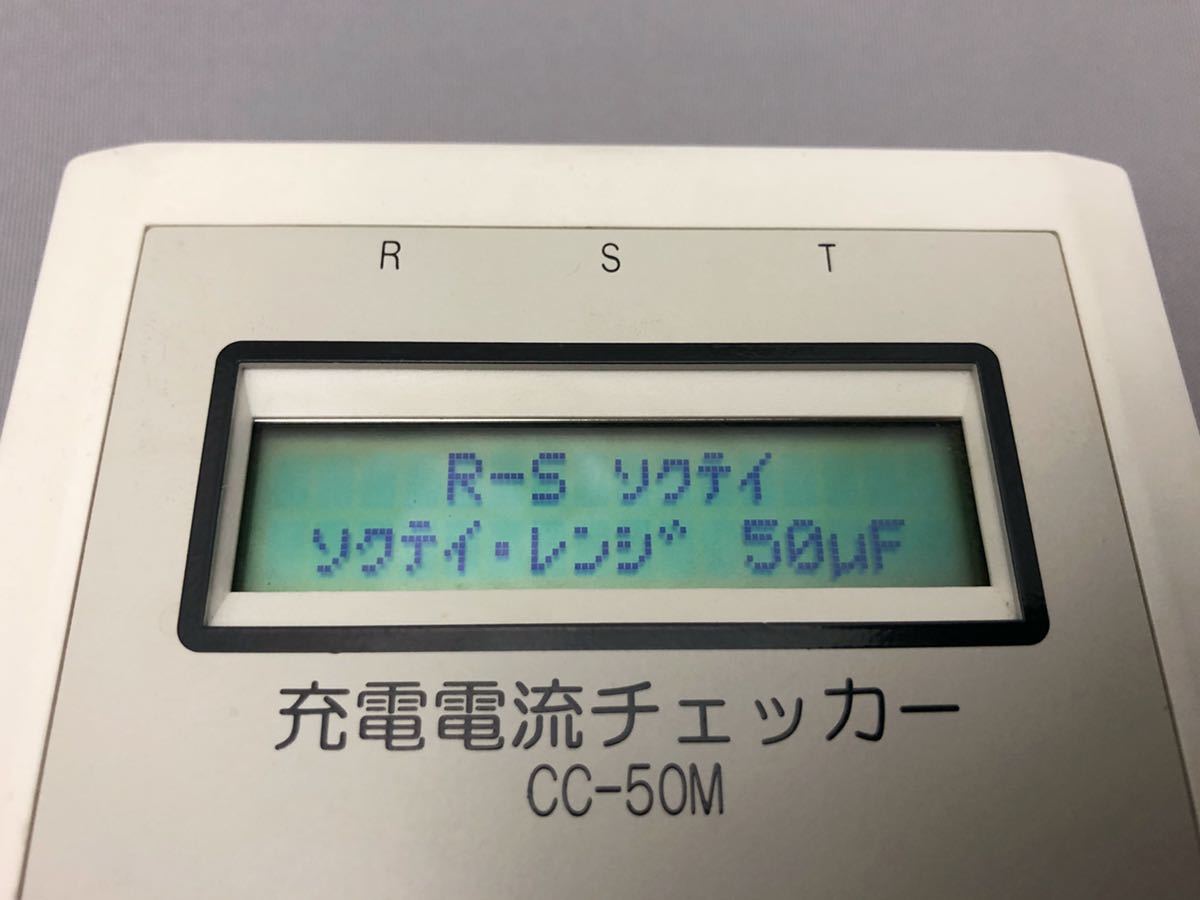 R S T
R-S ソクテイ
ソクテイ・レンジ 50μF
充電電流チェッカー
CC-50M